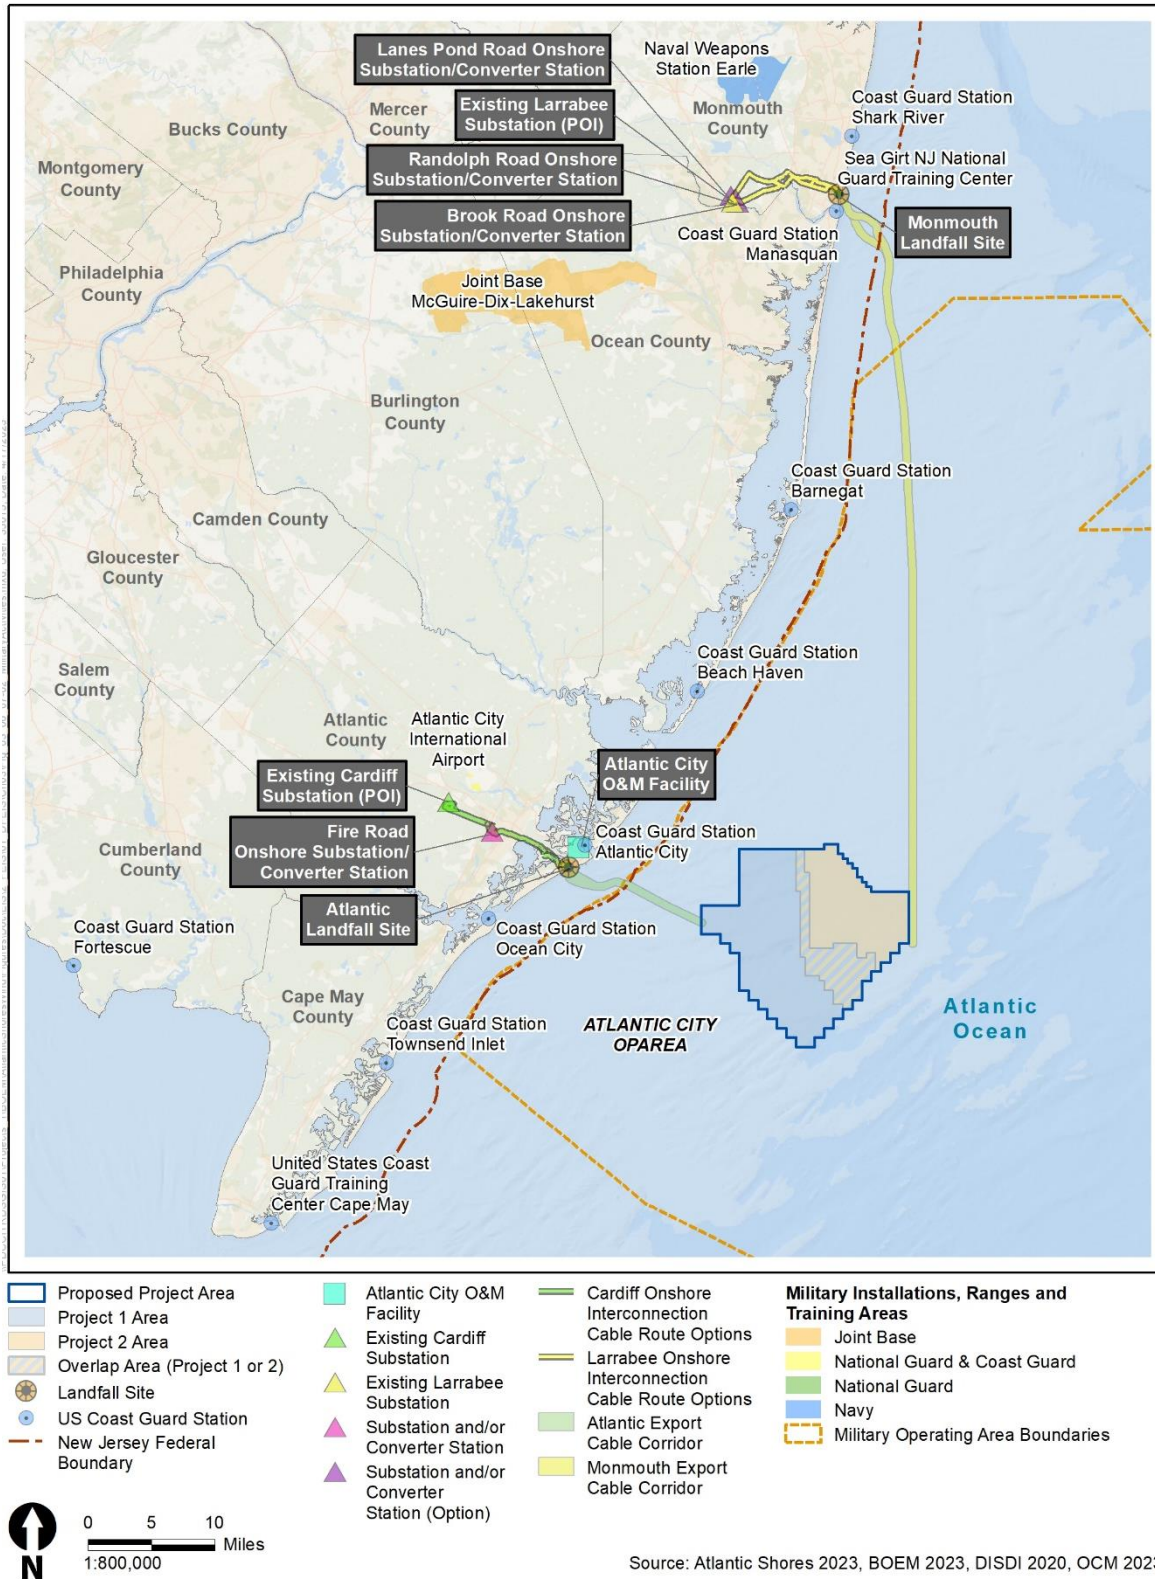 Lanes Pond Road Onshore
Substation/Converter Station
Naval Weapons
Station Earle
Existing Larrabee
Substation (POI)
Mercer
County
Monmouth
County
Coast Guard Station
Shark River
Bucks County
Montgomery
County
Randolph Road Onshore
Substation/Converter Station
Sea Girt NJ National
Guard Training Center
Brook Road Onshore
Substation/Converter Station
Coast Guard Station
Manasquan
Monmouth
Landfall Site
Philadelphia
County
Joint Base
McGuire-Dix-Lakehurst
Ocean County
Burlington
County
Coast Guard Station
Barnegat
Camden County
Gloucester
County
Coast Guard Station
Beach Haven
Salem
County
Atlantic
County
Atlantic City
International
Airport
Atlantic City
O&M Facility
Existing Cardiff
Substation (POI)
Fire Road
Onshore Substation/
Converter Station
Coast Guard Station
Atlantic City
Cumberland
County
Atlantic
Landfall Site
Coast Guard Station
Fortescue
Coast Guard Station
Ocean City
Cape May
County
Coast Guard Station
Townsend Inlet
ATLANTIC CITY
OPAREA
Atlantic
Ocean
United States Coast
Guard Training
Center Cape May
Proposed Project Area
Project 1 Area
Project 2 Area
Overlap Area (Project 1 or 2)
Landfall Site
US Coast Guard Station
New Jersey Federal
Boundary
Atlantic City O&M
Facility
Existing Cardiff
Substation
Existing Larrabee
Substation
Substation and/or
Converter Station
Substation and/or
Converter
Station (Option)
Cardiff Onshore
Interconnection
Cable Route Options
Larrabee Onshore
Interconnection
Cable Route Options
Atlantic Export
Cable Corridor
Monmouth Export
Cable Corridor
Military Installations, Ranges and
Training Areas
Joint Base
National Guard & Coast Guard
National Guard
Navy
Military Operating Area Boundaries
N
0 5 10
Miles
1:800,000
Source: Atlantic Shores 2023, BOEM 2023, DISDI 2020, OCM 2023